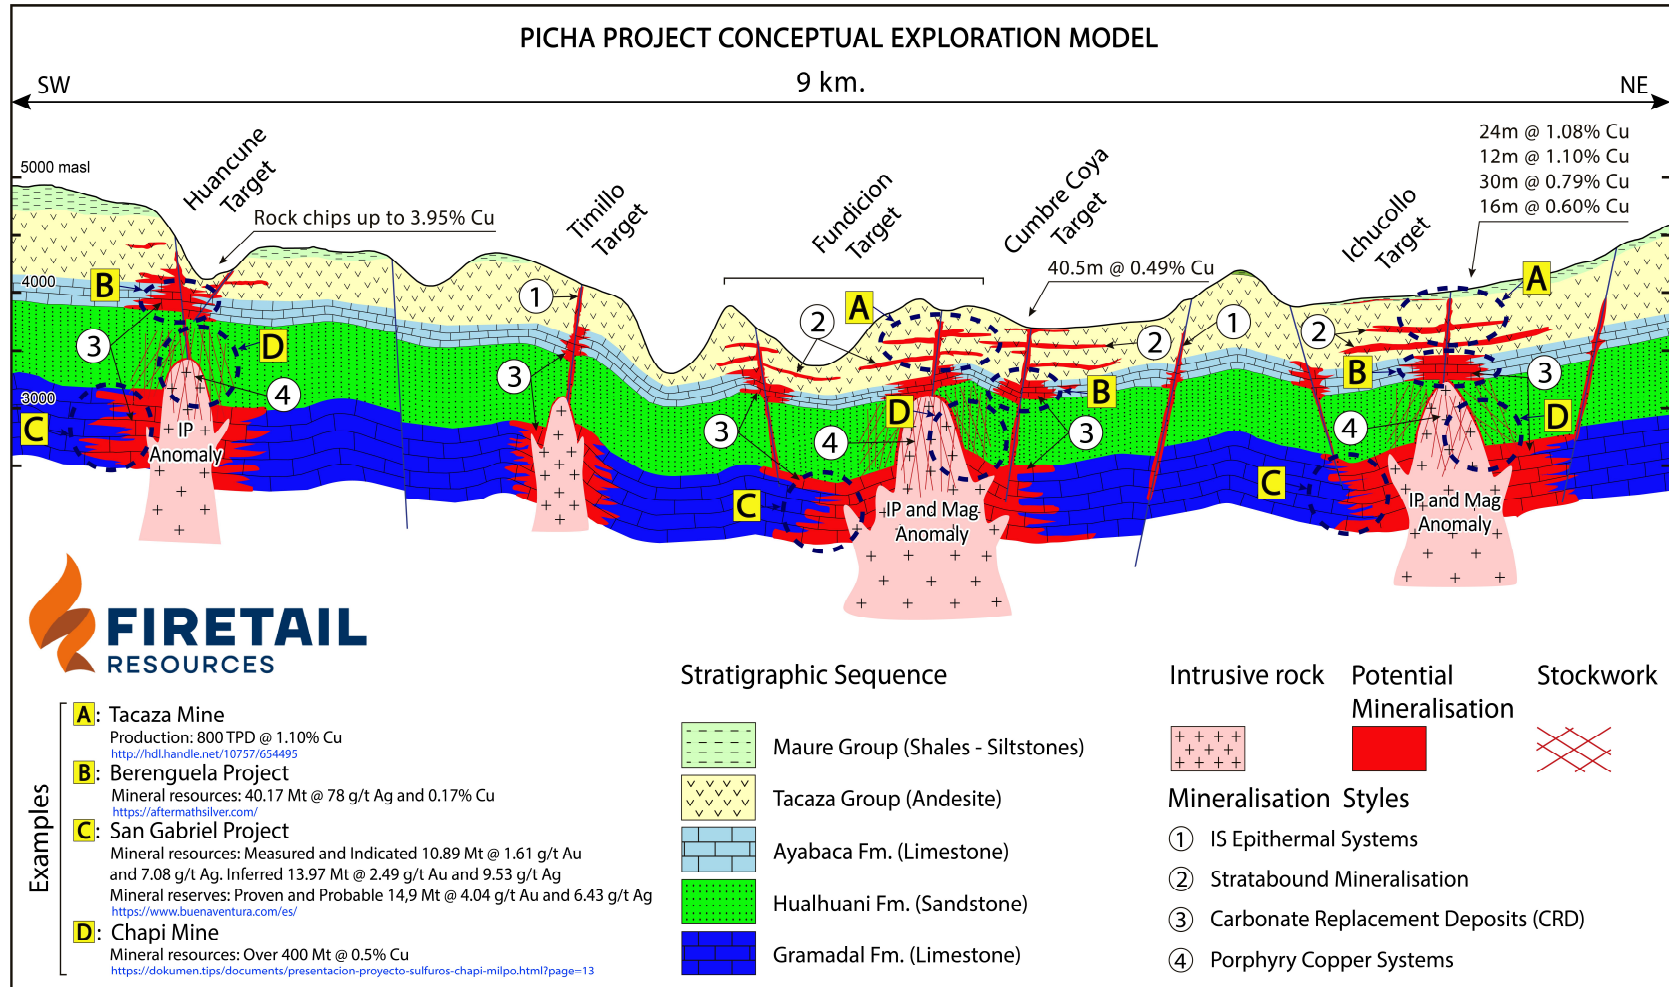 PICHA PROJECT CONCEPTUAL EXPLORATION MODEL
SW
9 km.
NE
24m @ 1.08% Cu
12m @ 1.10% Cu
30m @ 0.79% Cu
16m @ 0.60% Cu
5000 masl
4000
3000
Huancune
Target
Rock chips up to 3.95% Cu
Timillo
Target
Fundicion
Target
Cumbre Coya
Target
40.5m @ 0.49% Cu
Ichucollo
Target
B
3
D
4
C
IP
Anomaly
1
3
A
2
3
D
4
C
IP and Mag
Anomaly
2
1
B
3
A
2
B
3
D
4
C
IP and Mag
Anomaly
FIRETAIL
RESOURCES
Examples
A: Tacaza Mine
Production: 800 TPD @ 1.10% Cu
http://hdl.handle.net/10757/654495
B: Berenguela Project
Mineral resources: 40.17 Mt @ 78 g/t Ag and 0.17% Cu
https://aftermathsilver.com/
C: San Gabriel Project
Mineral resources: Measured and Indicated 10.89 Mt @ 1.61 g/t Au
and 7.08 g/t Ag. Inferred 13.97 Mt @ 2.49 g/t Au and 9.53 g/t Ag
Mineral reserves: Proven and Probable 14,9 Mt @ 4.04 g/t Au and 6.43 g/t Ag
https://www.buenaventura.com/es/
D: Chapi Mine
Mineral resources: Over 400 Mt @ 0.5% Cu
https://dokumen.tips/documents/presentacion-proyecto-sulfuros-chapi-milpo.html?page=13
Stratigraphic Sequence
Maure Group (Shales - Siltstones)
Tacaza Group (Andesite)
Ayabaca Fm. (Limestone)
Hualhuani Fm. (Sandstone)
Gramadal Fm. (Limestone)
Intrusive rock
Potential
Mineralisation
Stockwork
Mineralisation Styles
1 IS Epithermal Systems
2 Stratabound Mineralisation
3 Carbonate Replacement Deposits (CRD)
4 Porphyry Copper Systems